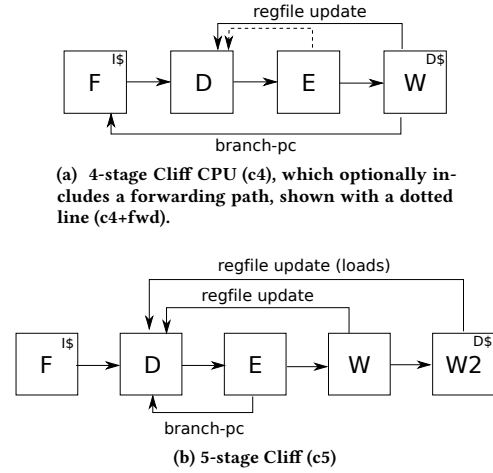 regfile update
I$
D$
F
D
E
W
branch-pc
(a) 4-stage Cliff CPU (c4), which optionally in-
cludes a forwarding path, shown with a dotted
line (c4+fwd).
regfile update (loads)
regfile update
I$
D$
F
D
E
W
W2
branch-pc
(b) 5-stage Cliff (c5)